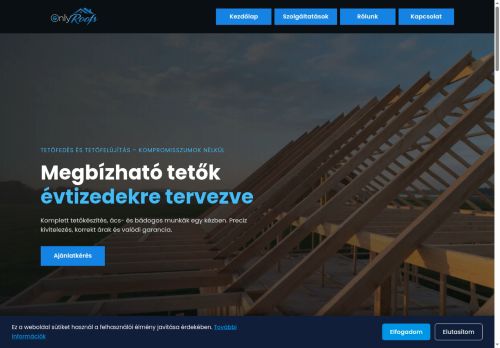 OnlyRoofs
Kezdőlap
Szolgáltatások
Rólunk
Kapcsolat
TETŐFEDÉS ÉS TETŐFELÚJÍTÁS – KOMPROMISSZUMOK NÉLKÜL
Megbízható tetők
évtizedekre tervezve
Komplett tetőkészítés, ács- és bádogos munkák egy kézben. Precíz
kivitelezés, korrekt árak és valódi garancia.
Ajánlatkérés
Ez a weboldal sütiket használ a felhasználói élmény javítása érdekében. További
információk
Elfogadom
Elutasítom